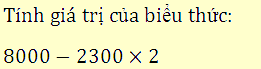 Tính giá trị của biểu thức:
8000 − 2300 × 2